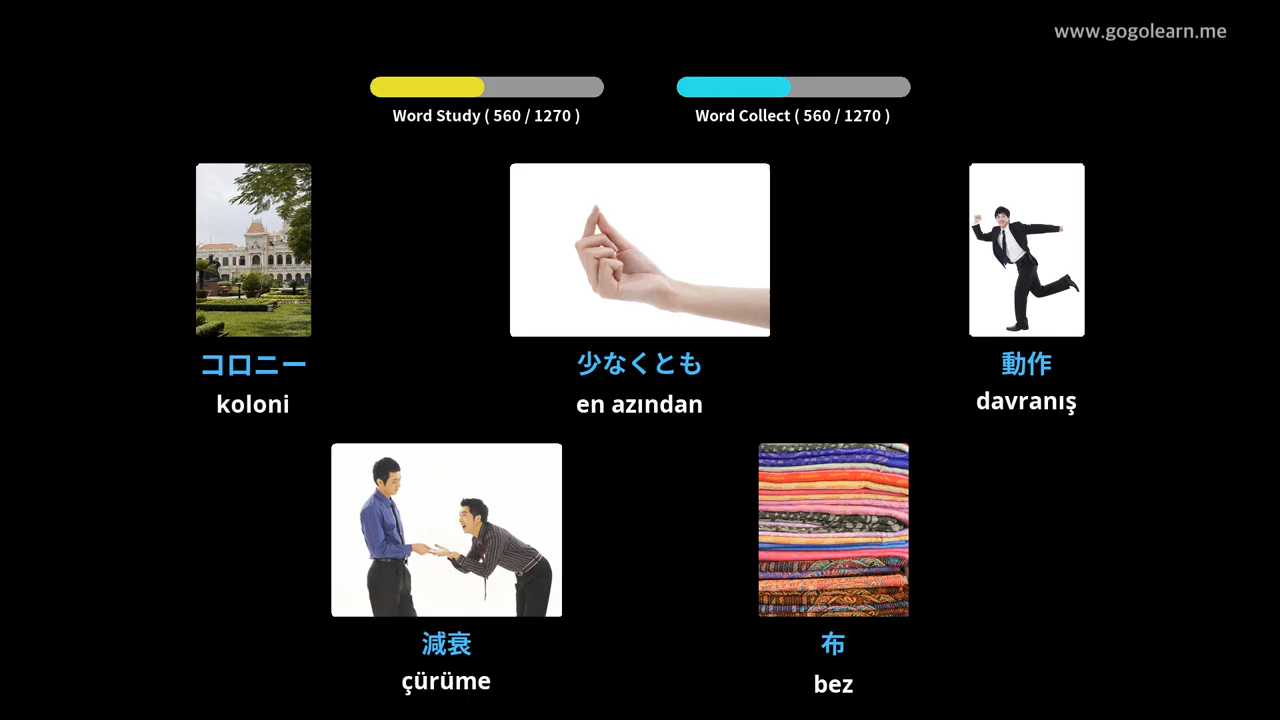 www.gogolearn.me
Word Study ( 560 / 1270 )
Word Collect ( 560 / 1270 )
コロニー
koloni
少なくとも
en azından
動作
davranış
減衰
çürüme
布
bez